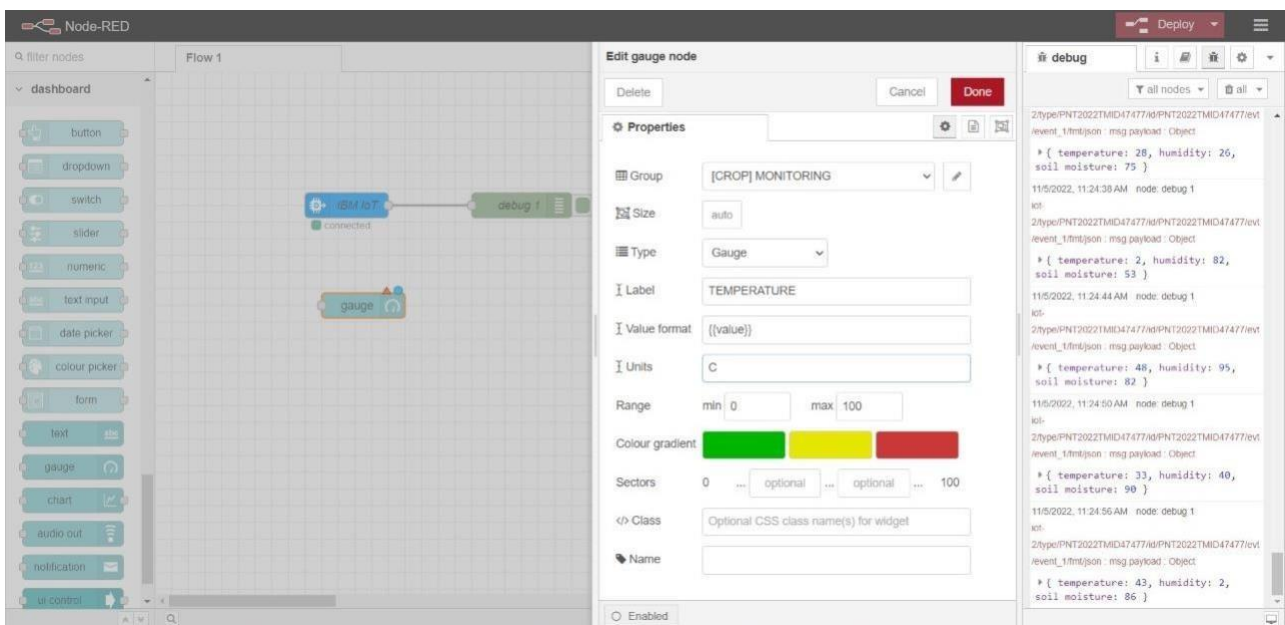 Node-RED
Deploy
filter nodes
Flow 1
dashboard
button
dropdown
switch
slider
numeric
text input
date picker
colour picker
form
text
gauge
chart
audio out
notification
ui control
IBM IoT
connected
debug 1
gauge
Edit gauge node
Delete
Cancel
Done
Properties
Group
[CROP] MONITORING
Size
auto
Type
Gauge
Label
TEMPERATURE
Value format
{{value}}
Units
C
Range
min 0
max 100
Colour gradient
Sectors
0 ... optional ... optional ... 100
</> Class
Optional CSS class name(s) for widget
Name
Enabled
debug
i
all nodes
all
2/type/PNT2022TMID47477/id/PNT2022TMID47477/evt
/event_1/fmt/json : msg.payload : Object
{ temperature: 28, humidity: 26,
soil moisture: 75 }
11/5/2022, 11:24:38 AM node: debug 1
iot-
2/type/PNT2022TMID47477/id/PNT2022TMID47477/evt
/event_1/fmt/json : msg.payload : Object
{ temperature: 2, humidity: 82,
soil moisture: 53 }
11/5/2022, 11:24:44 AM node: debug 1
iot-
2/type/PNT2022TMID47477/id/PNT2022TMID47477/evt
/event_1/fmt/json : msg.payload : Object
{ temperature: 48, humidity: 95,
soil moisture: 82 }
11/5/2022, 11:24:50 AM node: debug 1
iot-
2/type/PNT2022TMID47477/id/PNT2022TMID47477/evt
/event_1/fmt/json : msg.payload : Object
{ temperature: 33, humidity: 40,
soil moisture: 90 }
11/5/2022, 11:24:56 AM node: debug 1
iot-
2/type/PNT2022TMID47477/id/PNT2022TMID47477/evt
/event_1/fmt/json : msg.payload : Object
{ temperature: 43, humidity: 2,
soil moisture: 86 }